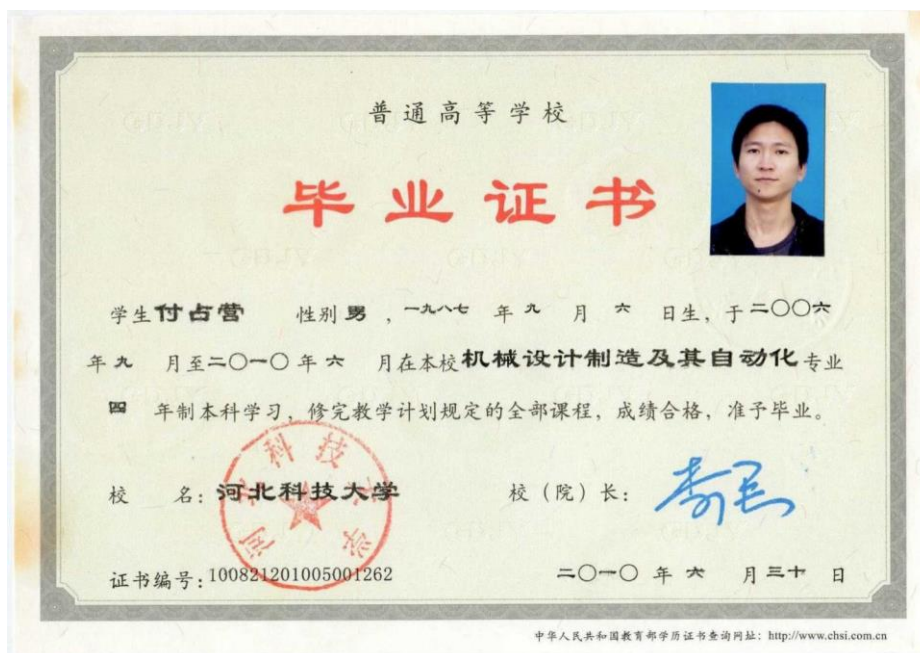 普通高等学校
毕业证书
学生付占营 性别男，一九八七 年九 月 六 日生，于二〇〇六
年九 月至二〇一〇年六 月在本校机械设计制造及其自动化专业
四 年制本科学习，修完教学计划规定的全部课程，成绩合格，准予毕业。
河北科技大学
校 名：河北科技大学 校（院）长：
证书编号：100821201005001262 二〇一〇 年 六 月三十 日
中华人民共和国教育部学历证书查询网址：http://www.chsi.com.cn